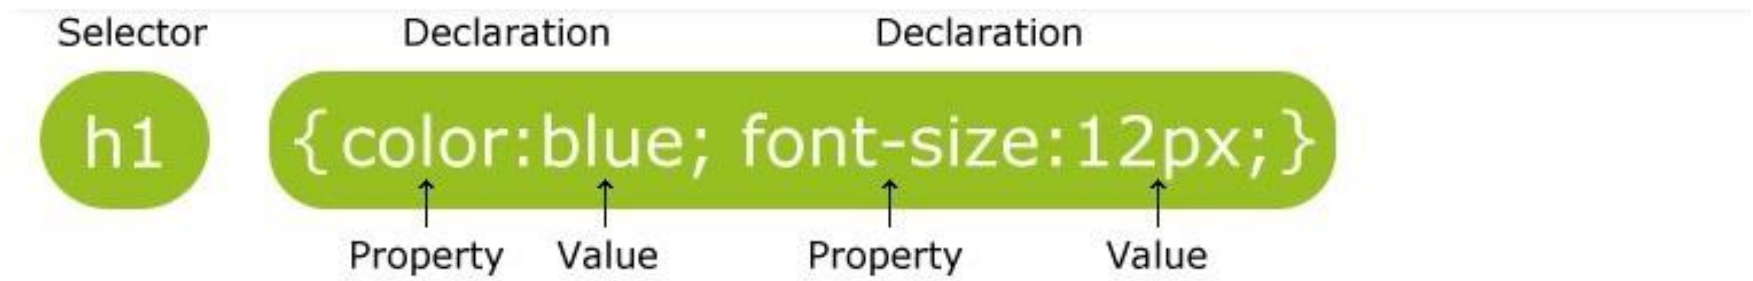 Selector Declaration Declaration
h1 {color:blue; font-size:12px;}
Property Value Property Value